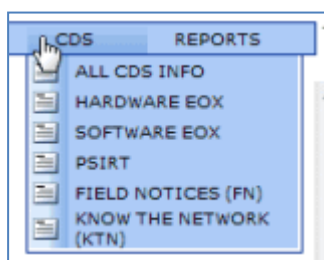 CDS REPORTS
ALL CDS INFO
HARDWARE EOX
SOFTWARE EOX
PSIRT
FIELD NOTICES (FN)
KNOW THE NETWORK
(KTN)